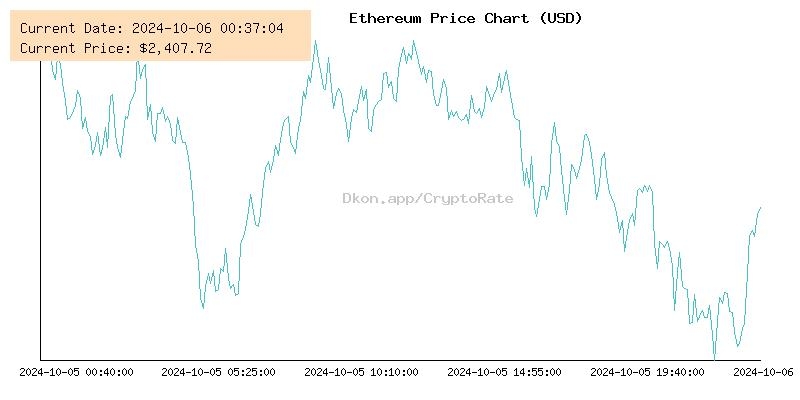 Ethereum Price Chart (USD)
Current Date: 2024-10-06 00:37:04
Current Price: $2,407.72
Dkon.app/CryptoRate
2024-10-05 00:40:00 2024-10-05 05:25:00 2024-10-05 10:10:00 2024-10-05 14:55:00 2024-10-05 19:40:00 2024-10-06